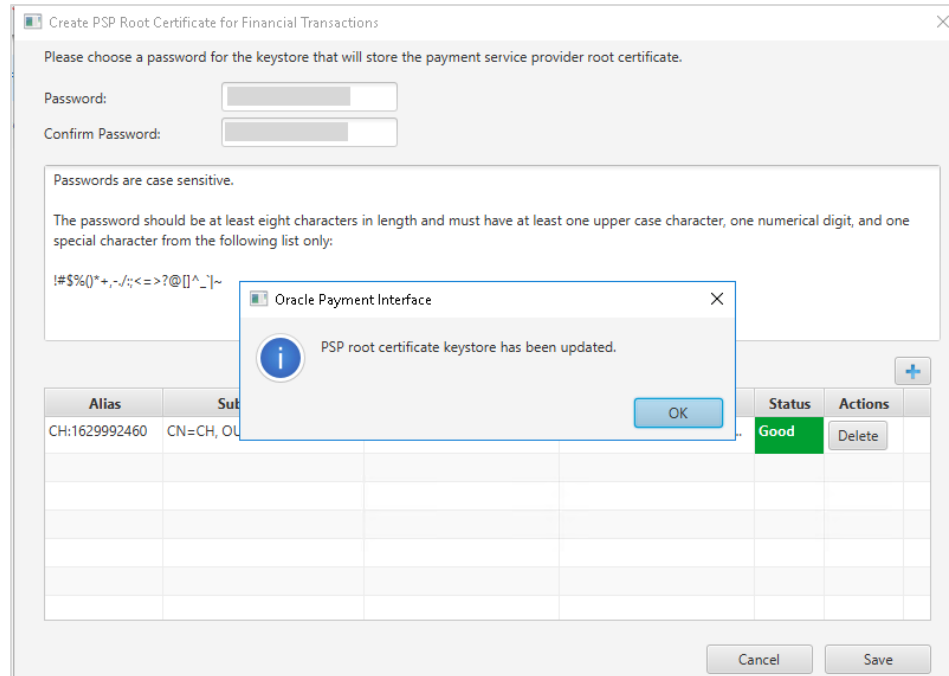 Create PSP Root Certificate for Financial Transactions
Please choose a password for the keystore that will store the payment service provider root certificate.
Password:
Confirm Password:
Passwords are case sensitive.
The password should be at least eight characters in length and must have at least one upper case character, one numerical digit, and one
special character from the following list only:
!#$%()*+,-./:;<=>?@[]^_`|~
Oracle Payment Interface
PSP root certificate keystore has been updated.
OK
Alias Sub Status Actions
CH:1629992460 CN=CH, OU .. Good Delete
Cancel Save